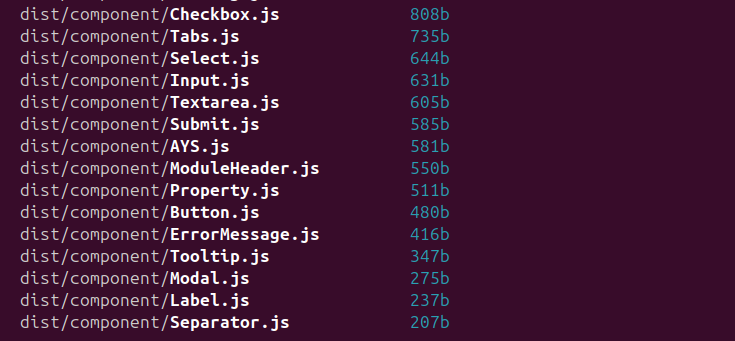 dist/component/Checkbox.js 808b
dist/component/Tabs.js 735b
dist/component/Select.js 644b
dist/component/Input.js 631b
dist/component/Textarea.js 605b
dist/component/Submit.js 585b
dist/component/AYS.js 581b
dist/component/ModuleHeader.js 550b
dist/component/Property.js 511b
dist/component/Button.js 480b
dist/component/ErrorMessage.js 416b
dist/component/Tooltip.js 347b
dist/component/Modal.js 275b
dist/component/Label.js 237b
dist/component/Separator.js 207b